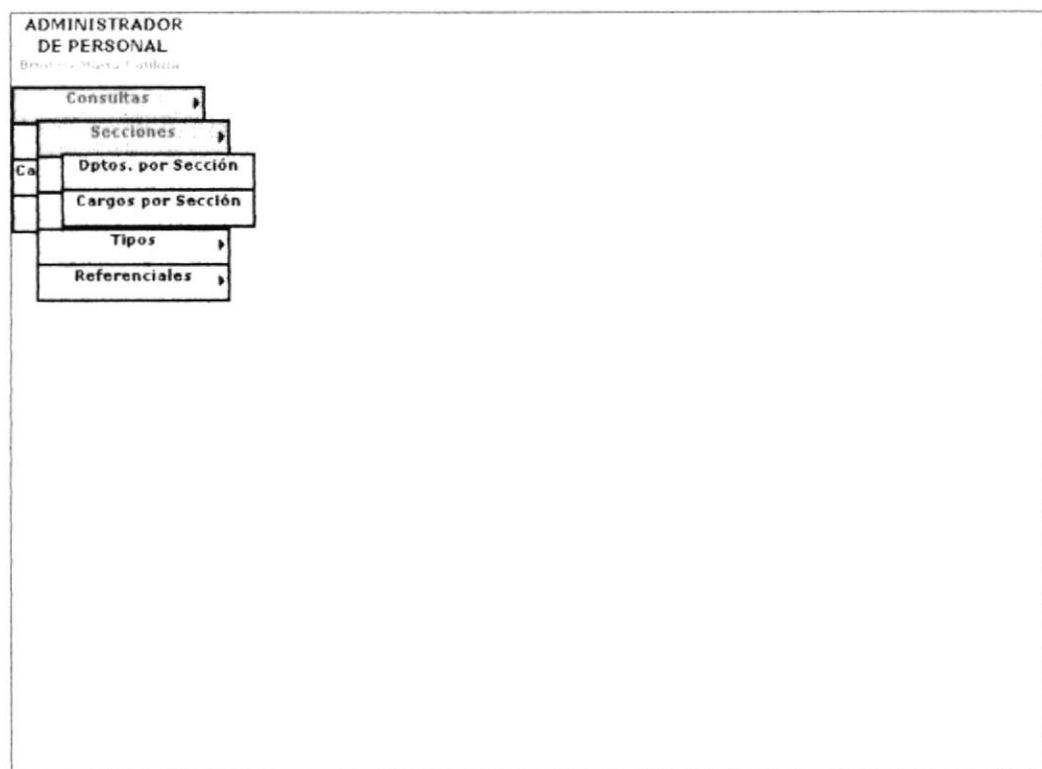 ADMINISTRADOR
DE PERSONAL
Consultas
Secciones
Dptos. por Sección
Ca
Cargos por Sección
Tipos
Referenciales